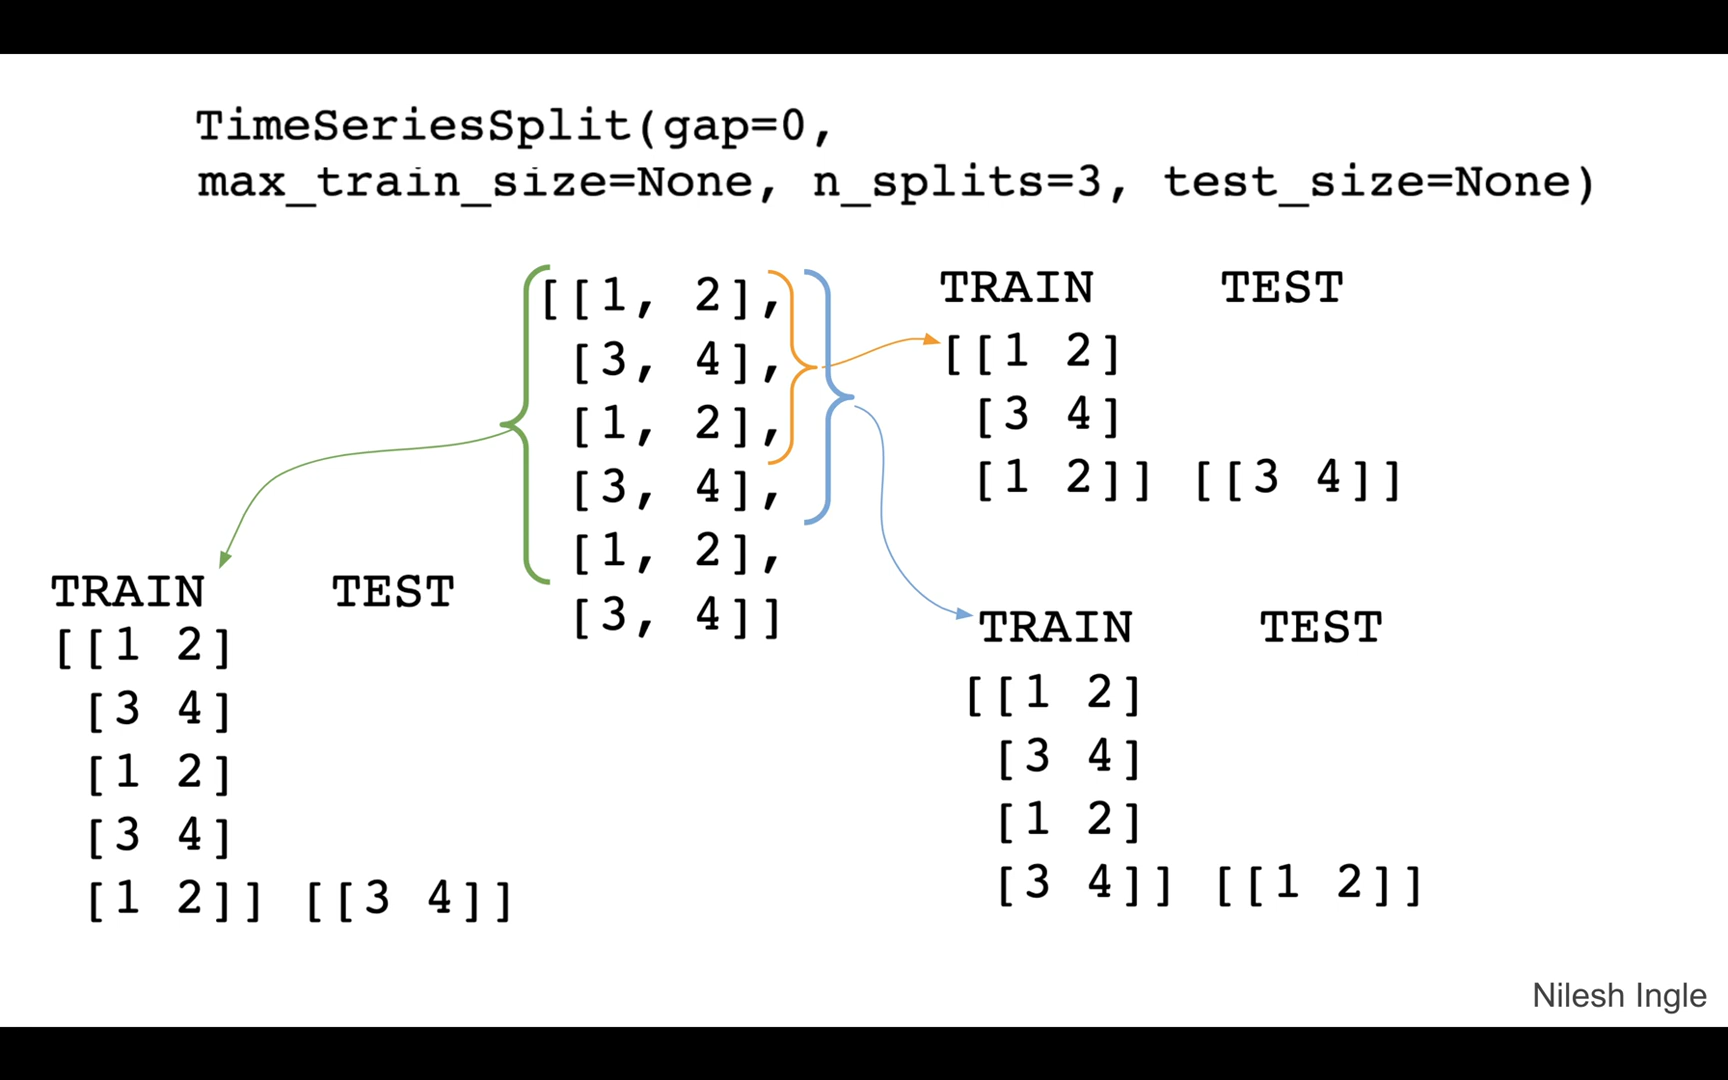 TimeSeriesSplit(gap=0,
max_train_size=None, n_splits=3, test_size=None)
[[1, 2],
[3, 4],
[1, 2],
[3, 4],
[1, 2],
[3, 4]]
TRAIN TEST
[[1 2]
[3 4]
[1 2]] [[3 4]]
TRAIN TEST
[[1 2]
[3 4]
[1 2]
[3 4]] [[1 2]]
TRAIN TEST
[[1 2]
[3 4]
[1 2]
[3 4]
[1 2]] [[3 4]]
Nilesh Ingle